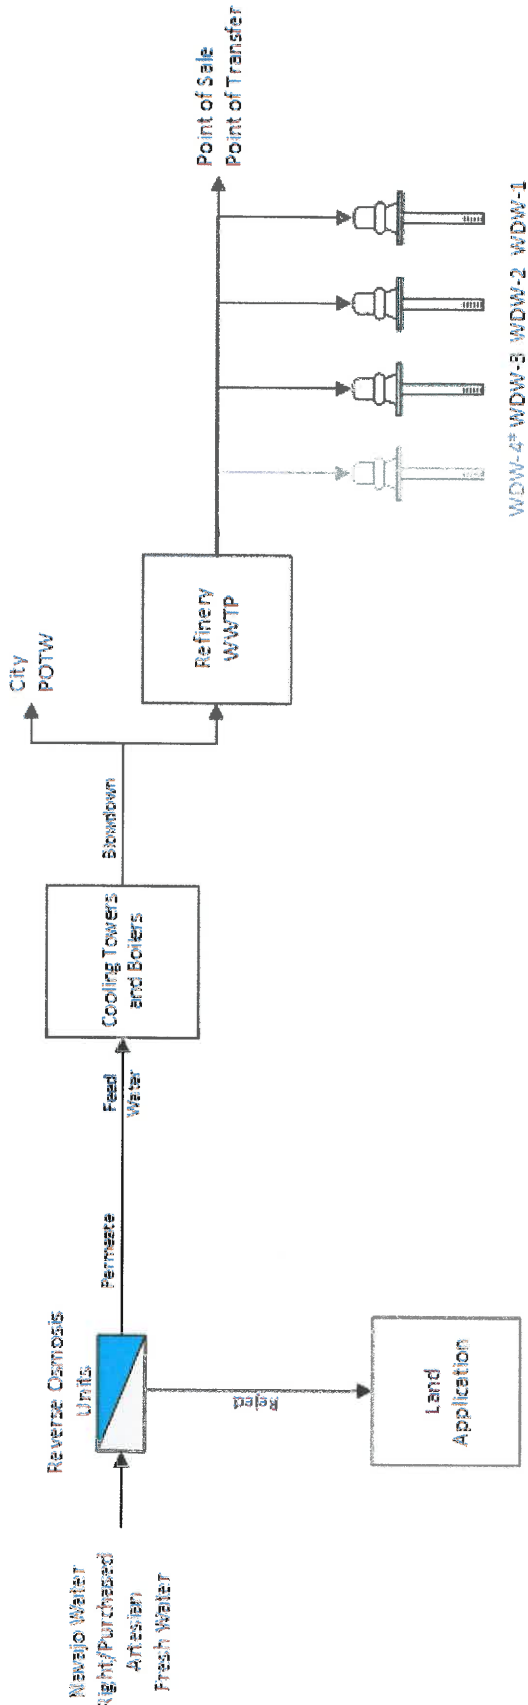 Navajo Water
Right/Purchased
Artesian
Fresh Water
Reverse Osmosis
Units
Permeate
Feed
Water
Cooling Towers
and Boilers
Blowdown
City
POTW
Refinery
WWTP
Point of Sale
Point of Transfer
Land
Application
WDW-4* WDW-3 WDW-2 WDW-1